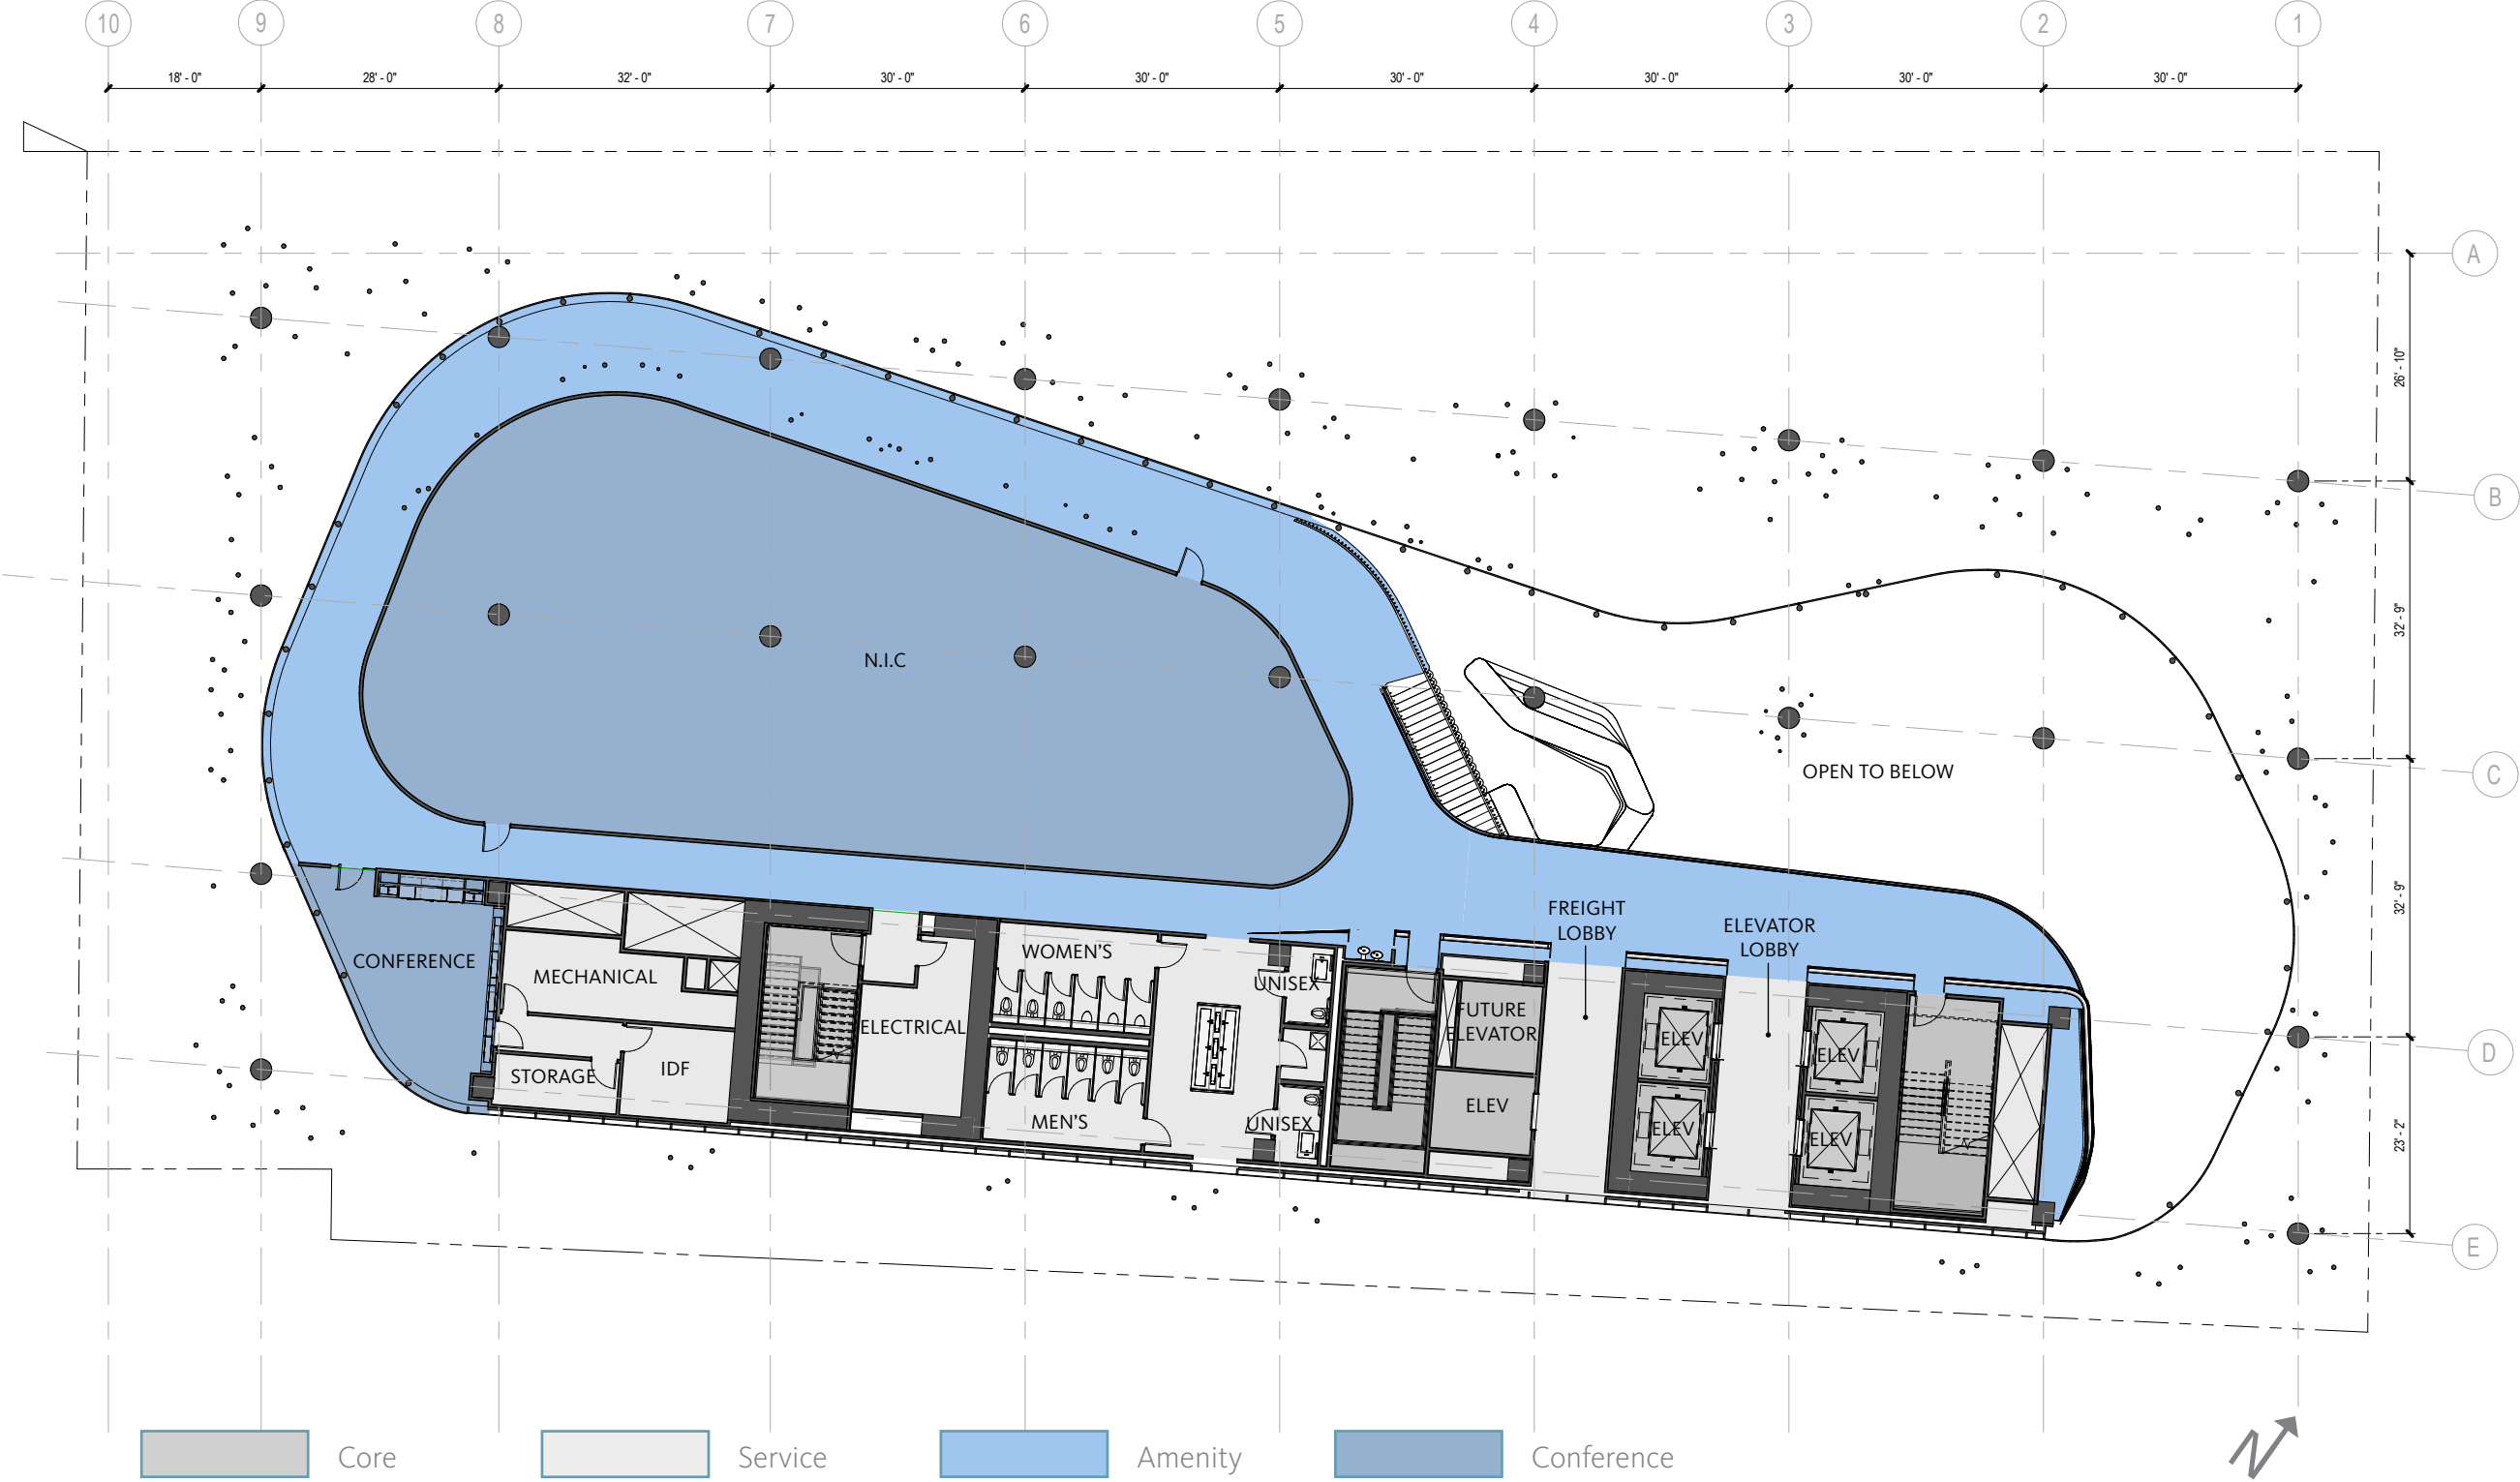 10 9 8 7 6 5 4 3 2 1
18' - 0" 28' - 0" 32' - 0" 30' - 0" 30' - 0" 30' - 0" 30' - 0" 30' - 0" 30' - 0"
A
26' - 10"
B
32' - 9"
N.I.C
OPEN TO BELOW
C
32' - 9"
FREIGHT
LOBBY
ELEVATOR
LOBBY
WOMEN'S
CONFERENCE
MECHANICAL
UNISEX
FUTURE
ELEVATOR
ELECTRICAL
ELEV
ELEV
D
STORAGE
IDF
ELEV
MEN'S
UNISEX
ELEV
ELEV
23' - 2"
E
Core
Service
Amenity
Conference
N